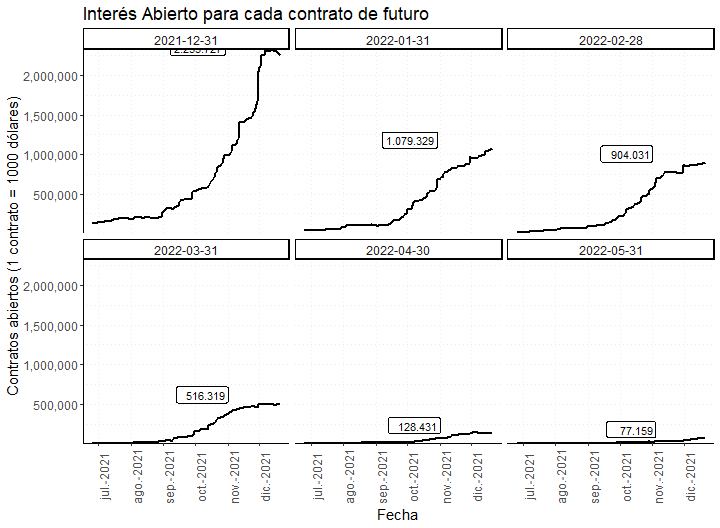 Interés Abierto para cada contrato de futuro
Contratos abiertos (1 contrato = 1000 dólares)
2021-12-31
2022-01-31
2022-02-28
2,000,000
1,500,000
1,000,000
500,000
1.079.329
904.031
2022-03-31
2022-04-30
2022-05-31
2,000,000
1,500,000
1,000,000
500,000
516.319
128.431
77.159
jul.-2021
ago.-2021
sep.-2021
oct.-2021
nov.-2021
dic.-2021
jul.-2021
ago.-2021
sep.-2021
oct.-2021
nov.-2021
dic.-2021
jul.-2021
ago.-2021
sep.-2021
oct.-2021
nov.-2021
dic.-2021
Fecha